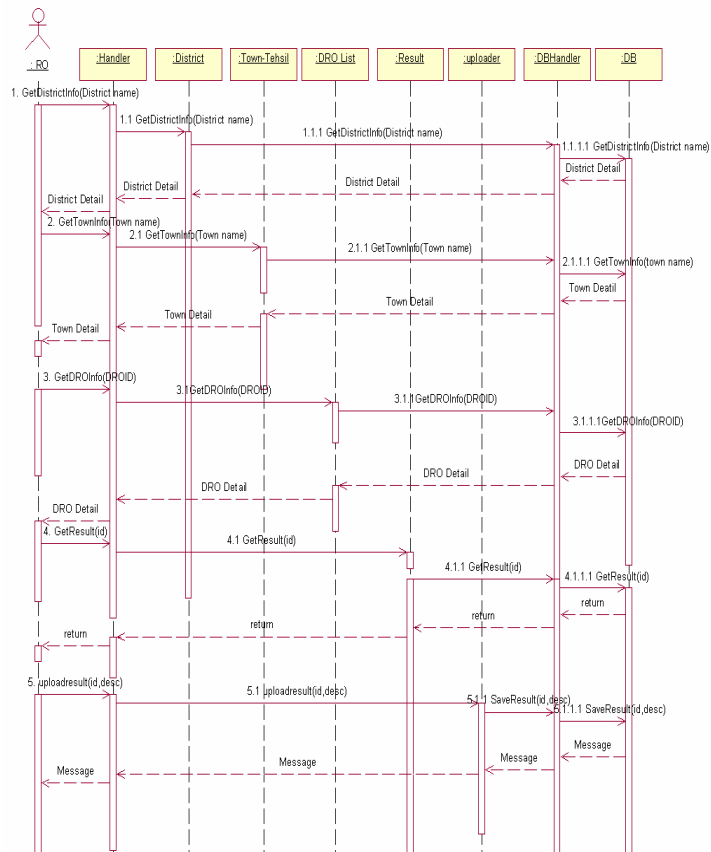 : RO
:Handler
:District
:Town-Tehsil
:DRO List
:Result
:uploader
:DBHandler
:DB
1. GetDistrictInfo(District name)
1.1 GetDistrictInfo(District name)
1.1.1 GetDistrictInfo(District name)
1.1.1.1 GetDistrictInfo(District name)
District Detail
District Detail
District Detail
District Detail
2. GetTownInfo(Town name)
2.1 GetTownInfo(Town name)
2.1.1 GetTownInfo(Town name)
2.1.1.1 GetTownInfo(town name)
Town Deatil
Town Detail
Town Detail
Town Detail
3. GetDROInfo(DROID)
3.1GetDROInfo(DROID)
3.1.1GetDROInfo(DROID)
3.1.1.1GetDROInfo(DROID)
DRO Detail
DRO Detail
DRO Detail
DRO Detail
4. GetResult(id)
4.1 GetResult(id)
4.1.1 GetResult(id)
4.1.1.1 GetResult(id)
return
return
return
return
5. uploadresult(id,desc)
5.1 uploadresult(id,desc)
5.1.1 SaveResult(id,desc)
5.1.1.1 SaveResult(id,desc)
Message
Message
Message
Message